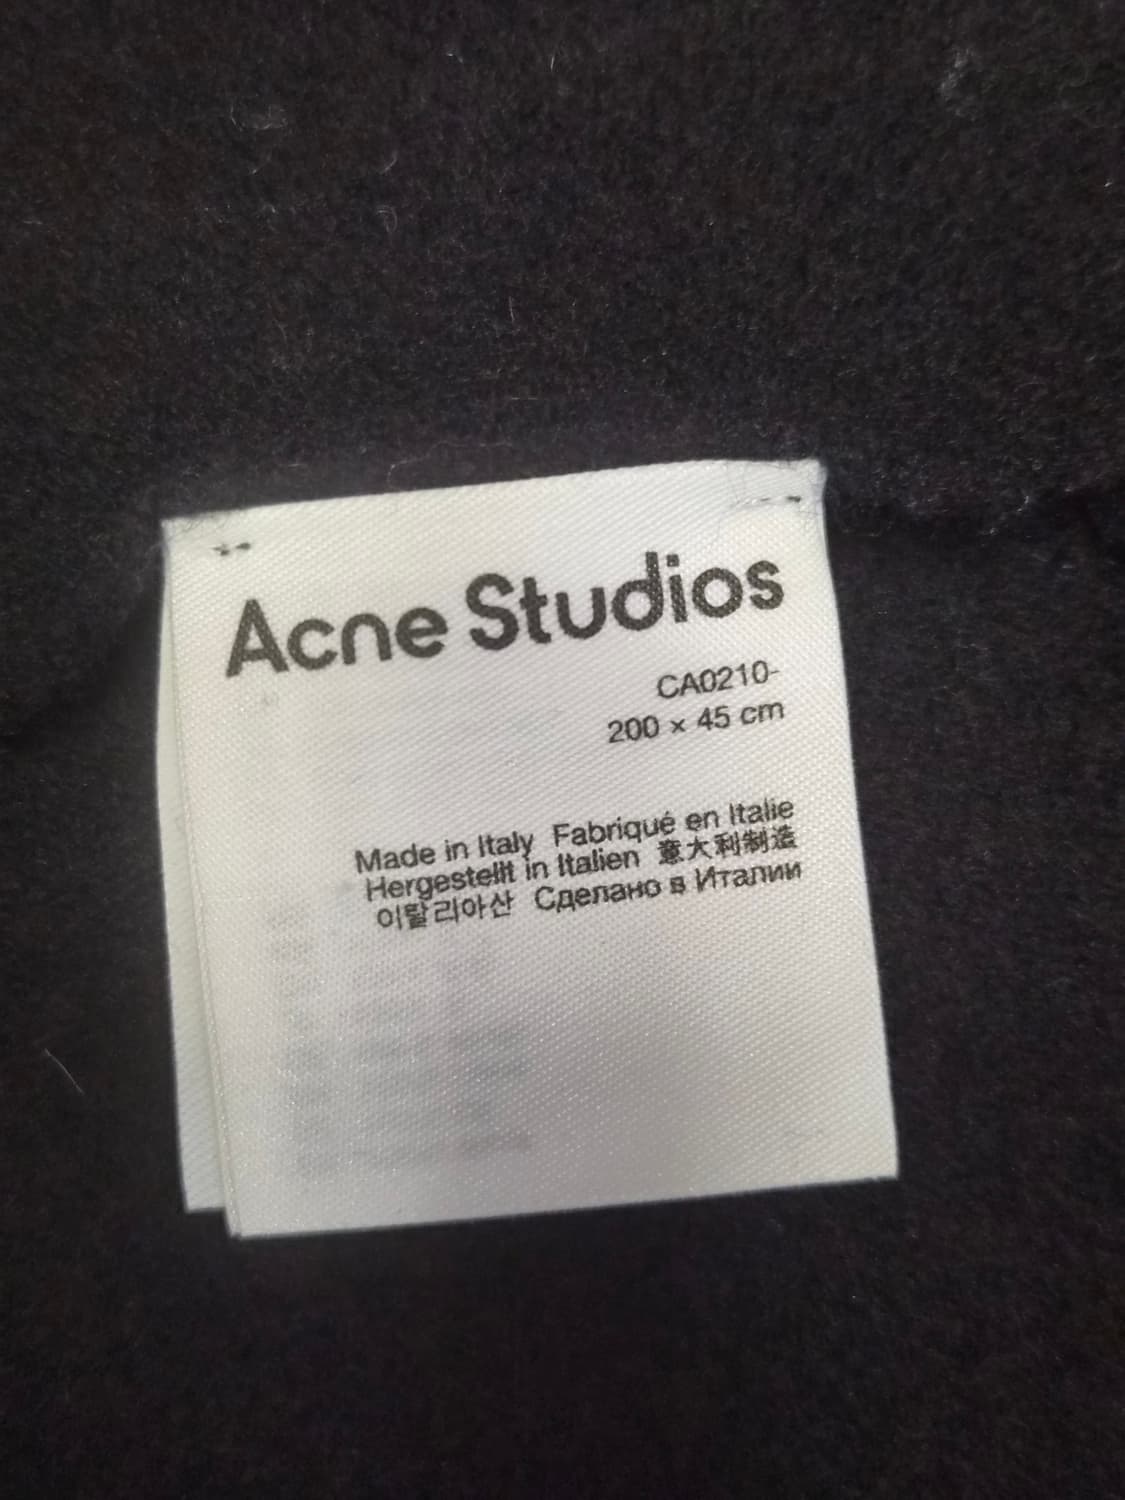 Acne Studios
CA0210-
200 × 45 cm
Made in Italy Fabriqué en Italie
Hergestellt in Italien 意大利制造
이탈리아산 Сделано в Италии